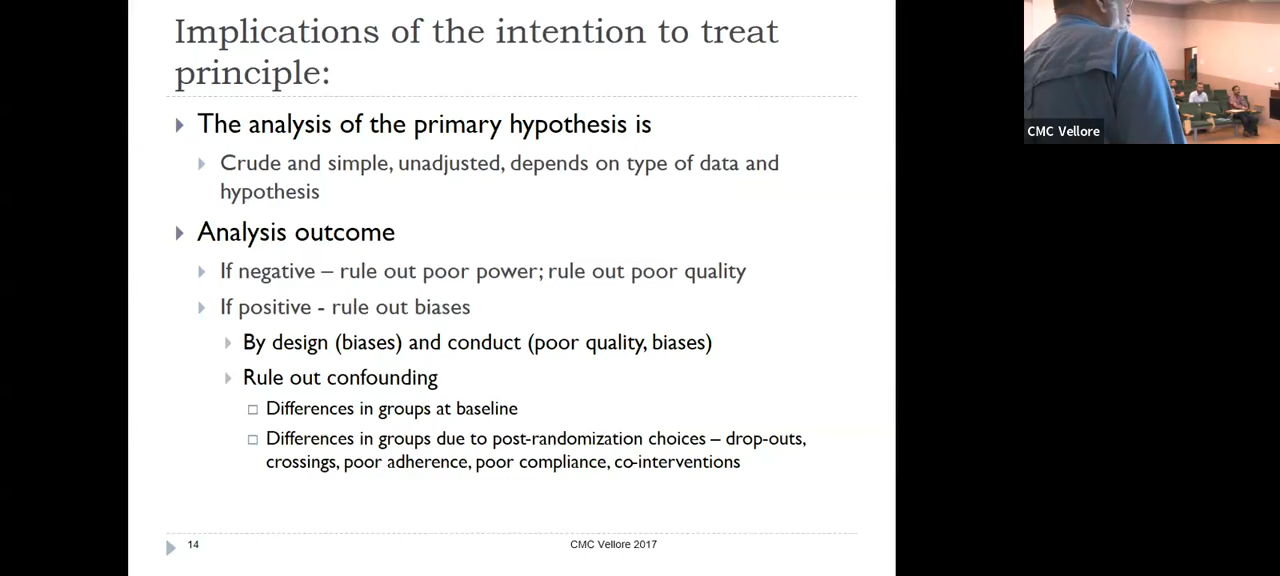 Implications of the intention to treat
principle:
The analysis of the primary hypothesis is
Crude and simple, unadjusted, depends on type of data and
hypothesis
Analysis outcome
If negative – rule out poor power; rule out poor quality
If positive - rule out biases
By design (biases) and conduct (poor quality, biases)
Rule out confounding
Differences in groups at baseline
Differences in groups due to post-randomization choices – drop-outs,
crossings, poor adherence, poor compliance, co-interventions
14
CMC Vellore 2017
CMC Vellore